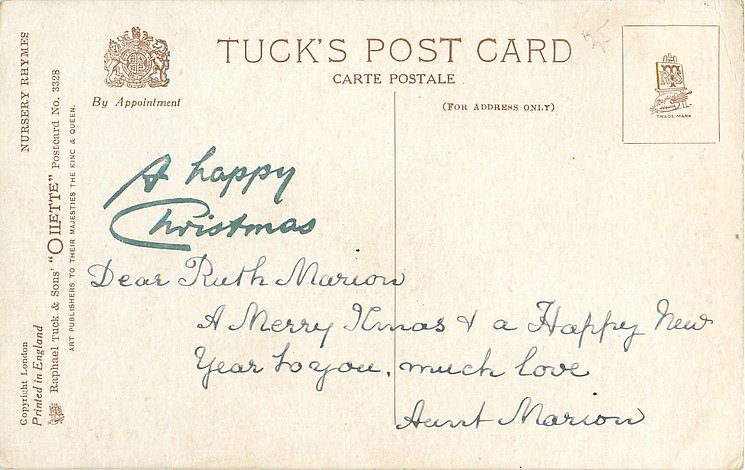 TUCK'S POST CARD
CARTE POSTALE
By Appointment
(FOR ADDRESS ONLY)
TRADE MARK
NURSERY RHYMES
Raphael Tuck & Sons' "OILETTE" Postcard No. 3328
ART PUBLISHERS TO THEIR MAJESTIES THE KING & QUEEN.
Copyright London
Printed in England
A happy
Christmas
Dear Ruth Marion
A Merry Xmas & a Happy New
Year to you, much love
Aunt Marion